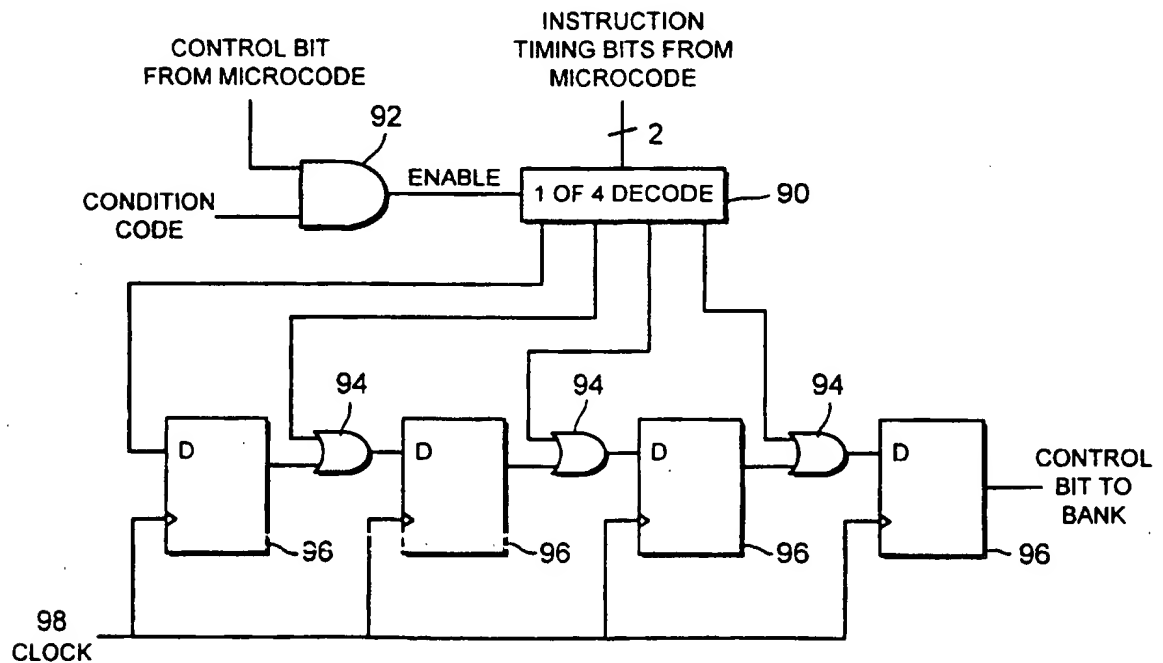 CONTROL BIT
FROM MICROCODE
INSTRUCTION
TIMING BITS FROM
MICROCODE
92
2
CONDITION
CODE
ENABLE
1 OF 4 DECODE
90
94
94
94
D
D
D
D
CONTROL
BIT TO
BANK
96
96
96
96
98
CLOCK